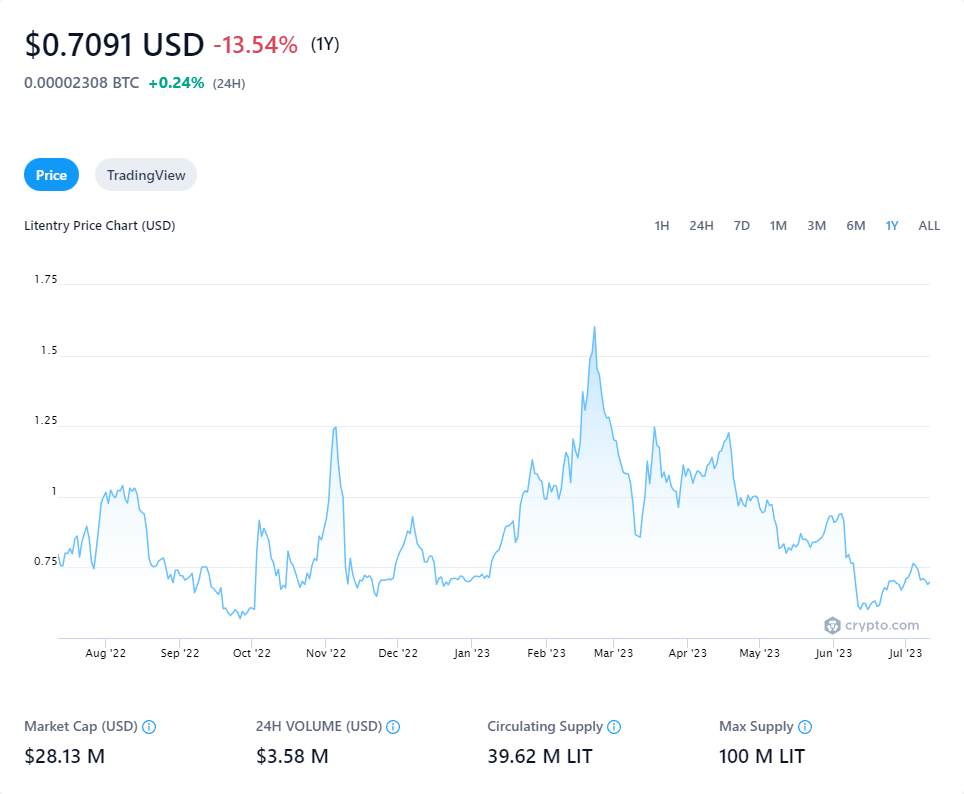 $0.7091 USD -13.54% (1Y)
0.00002308 BTC +0.24% (24H)
Price TradingView
Litentry Price Chart (USD) 1H 24H 7D 1M 3M 6M 1Y ALL
1.75
1.5
1.25
1
0.75
crypto.com
Aug '22 Sep '22 Oct '22 Nov '22 Dec '22 Jan '23 Feb '23 Mar '23 Apr '23 May '23 Jun '23 Jul '23
Market Cap (USD) 24H VOLUME (USD) Circulating Supply Max Supply
$28.13 M $3.58 M 39.62 M LIT 100 M LIT